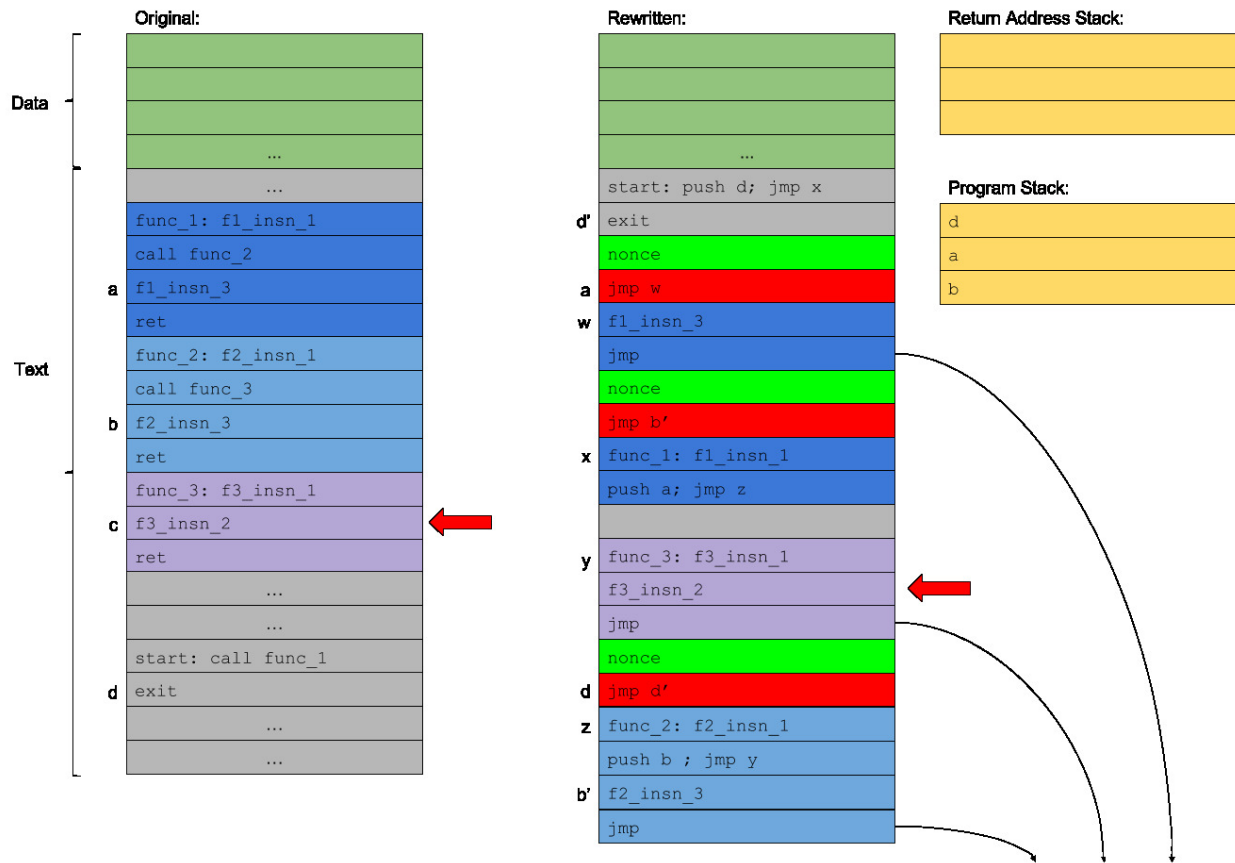 Original:
Data
...
Text
...
func_1: f1_insn_1
call func_2
a f1_insn_3
ret
func_2: f2_insn_1
call func_3
b f2_insn_3
ret
func_3: f3_insn_1
c f3_insn_2
ret
...
...
start: call func_1
d exit
...
...
Rewritten:
...
start: push d; jmp x
d’ exit
nonce
a jmp w
w f1_insn_3
jmp
nonce
jmp b’
x func_1: f1_insn_1
push a; jmp z
y func_3: f3_insn_1
f3_insn_2
jmp
nonce
d jmp d’
z func_2: f2_insn_1
push b ; jmp y
b’ f2_insn_3
jmp
Return Address Stack:
Program Stack:
d
a
b